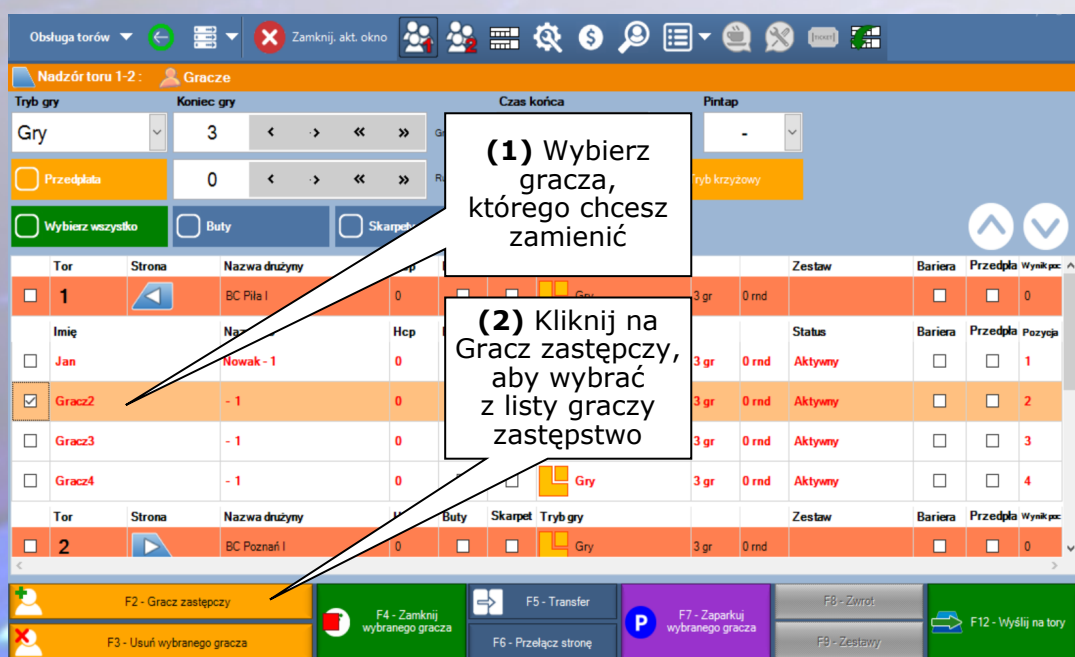 Obsługa torów
Zamknij. akt. okno
1
2
$
TICKET
Nadzór toru 1-2 : Gracze
Tryb gry Koniec gry Czas końca Pintap
Gry 3 < > << >> -
Przedpłata 0 < > << >> Tryb krzyżowy
Wybierz wszystko Buty Skarpety
(1) Wybierz
gracza,
którego chcesz
zamienić
Tor Strona Nazwa drużyny Zestaw Bariera Przedpła Wynik poc
1 BC Piła I 0 Gry 3 gr 0 rnd 0
Imię Hcp Status Bariera Przedpła Pozycja
Jan Nowak - 1 0 3 gr 0 rnd Aktywny 1
Gracz2 - 1 0 3 gr 0 rnd Aktywny 2
Gracz3 - 1 0 3 gr 0 rnd Aktywny 3
Gracz4 - 1 0 Gry 3 gr 0 rnd Aktywny 4
(2) Kliknij na
Gracz zastępczy,
aby wybrać
z listy graczy
zastępstwo
Tor Strona Nazwa drużyny Buty Skarpet Tryb gry Zestaw Bariera Przedpła Wynik poc
2 BC Poznań I 0 Gry 3 gr 0 rnd 0
F2 - Gracz zastępczy
F3 - Usuń wybranego gracza
F4 - Zamknij
wybranego gracza
F5 - Transfer
F6 - Przełącz stronę
P
F7 - Zaparkuj
wybranego gracza
F8 - Zwrot
F9 - Zestawy
F12 - Wyślij na tory